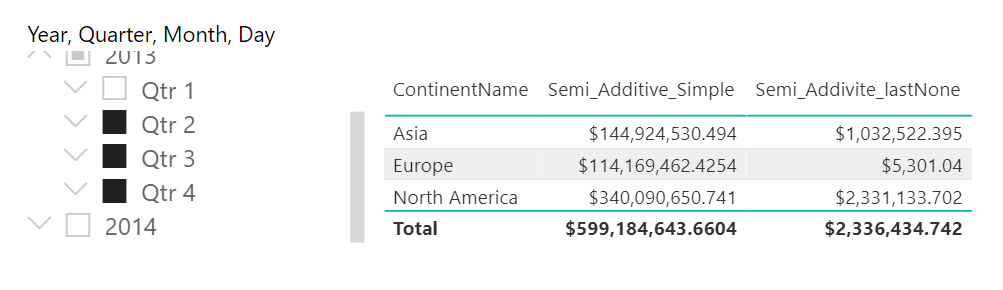 Year, Quarter, Month, Day
2013
Qtr 1
Qtr 2
Qtr 3
Qtr 4
2014
ContinentName Semi_Additive_Simple Semi_Addivite_lastNone
Asia $144,924,530.494 $1,032,522.395
Europe $114,169,462.4254 $5,301.04
North America $340,090,650.741 $2,331,133.702
Total $599,184,643.6604 $2,336,434.742